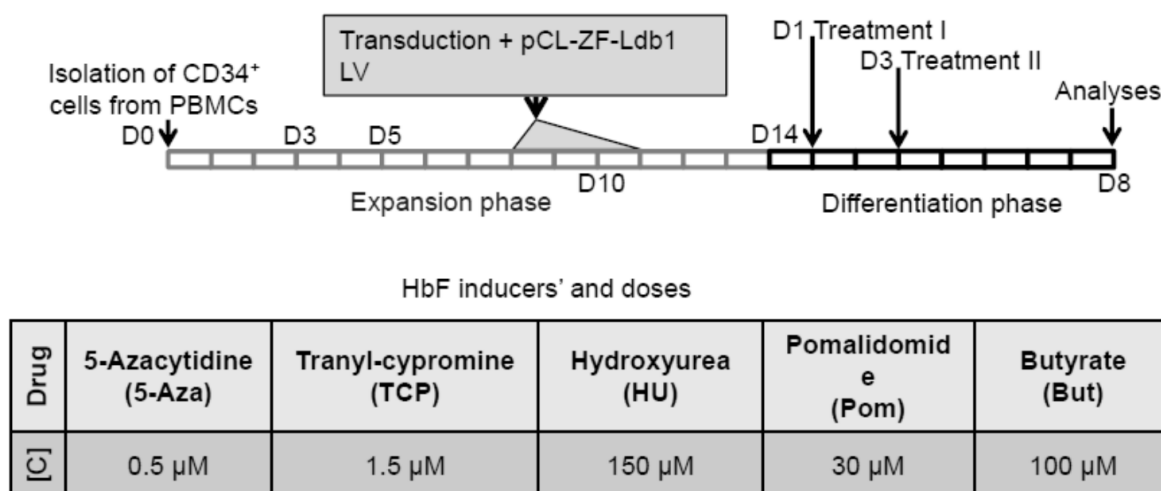 Transduction + pCL-ZF-Ldb1
LV
D1 Treatment I
D3 Treatment II
Isolation of CD34⁺
cells from PBMCs
Analyses
D0
D3
D5
D14
D10
D8
Expansion phase
Differentiation phase
HbF inducers’ and doses
Drug
5-Azacytidine
(5-Aza)
Tranyl-cypromine
(TCP)
Hydroxyurea
(HU)
Pomalidomid
e
(Pom)
Butyrate
(But)
[C]
0.5 µM
1.5 µM
150 µM
30 µM
100 µM